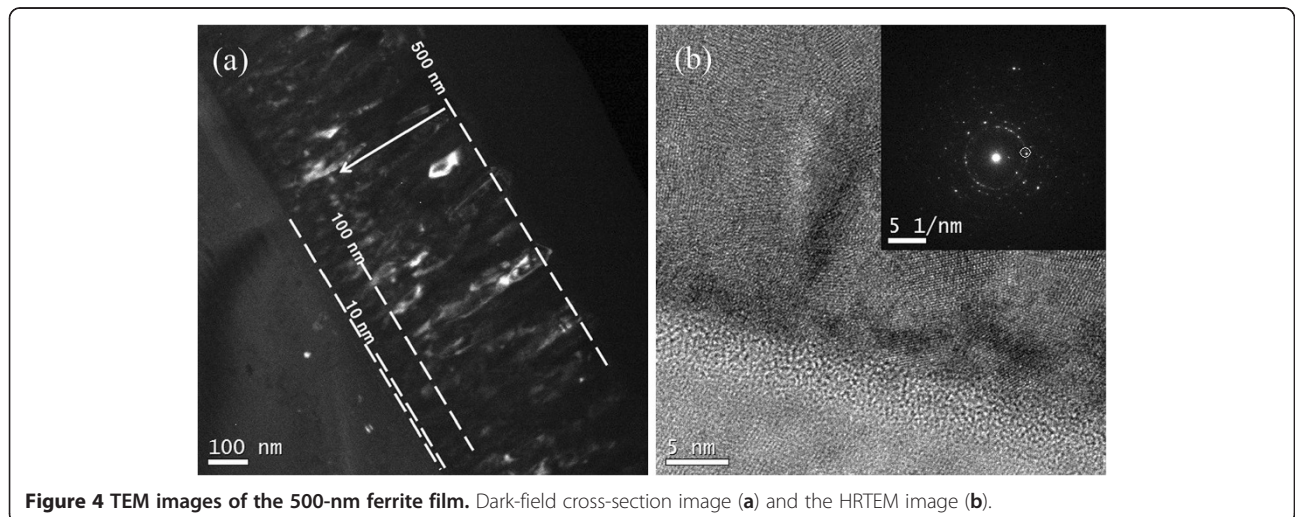 (a)
500 nm
100 nm
10 nm
100 nm
(b)
5 1/nm
5 nm
Figure 4 TEM images of the 500-nm ferrite film. Dark-field cross-section image (a) and the HRTEM image (b).